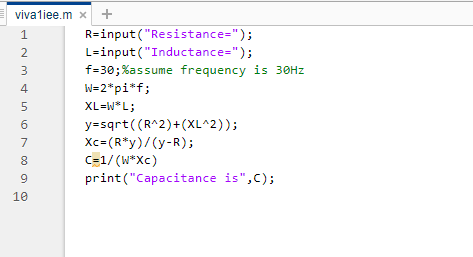 viva1iee.m × +
1 R=input("Resistance=");
2 L=input("Inductance=");
3 f=30;%assume frequency is 30Hz
4 W=2*pi*f;
5 XL=W*L;
6 y=sqrt((R^2)+(XL^2));
7 Xc=(R*y)/(y-R);
8 C=1/(W*Xc)
9 print("Capacitance is",C);
10